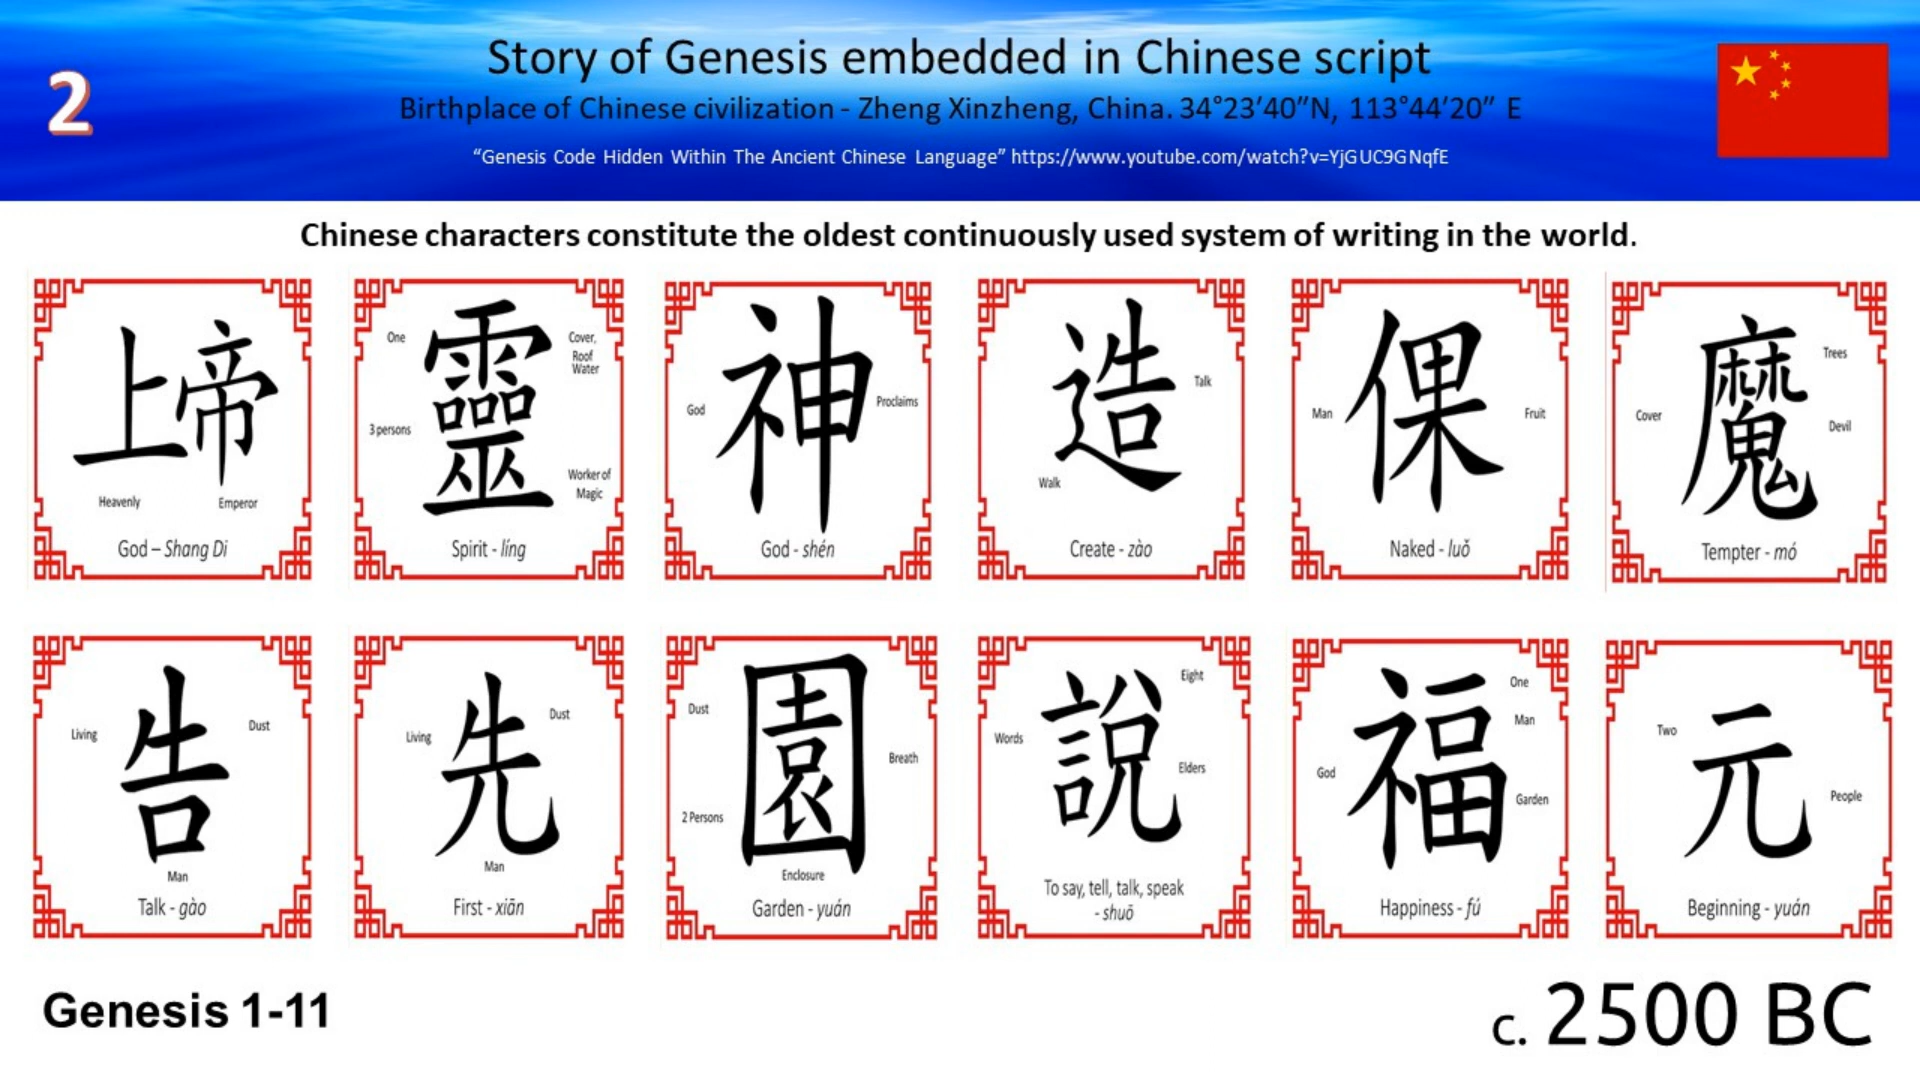 2
Story of Genesis embedded in Chinese script
Birthplace of Chinese civilization - Zheng Xinzheng, China. 34°23′40″N, 113°44′20″ E
“Genesis Code Hidden Within The Ancient Chinese Language” https://www.youtube.com/watch?v=YjGUC9GNqfE
Chinese characters constitute the oldest continuously used system of writing in the world.
上帝
Heavenly Emperor
God – Shang Di
One
Cover,
Roof
Water
靈
3 persons
Worker of
Magic
Spirit - líng
God
神
Proclaims
God - shén
造
Talk
Walk
Create - zào
Man
倮
Fruit
Naked - luǒ
Trees
Cover
魔
Devil
Tempter - mó
Living
告
Dust
Man
Talk - gào
Living
先
Dust
Man
First - xiān
Dust
園
Breath
2 Persons
Enclosure
Garden - yuán
Eight
Words
說
Elders
To say, tell, talk, speak
- shuō
One
Man
God
福
Garden
Happiness - fú
Two
元
People
Beginning - yuán
Genesis 1-11
c. 2500 BC